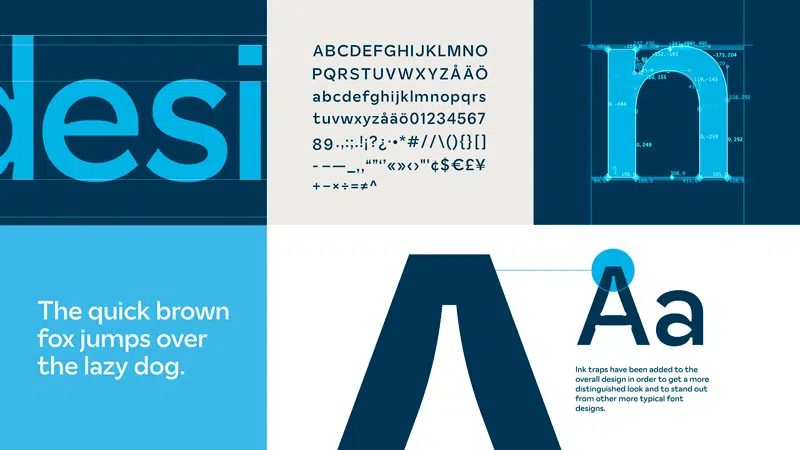 desi
ABCDEFGHIJKLMNO
PQRSTUVWXYZÅÄÖ
abcdefghijklmnopqrs
tuvwxyzåäö01234567
89.,:;.!¡?¿·•*#//\(){}[]
-–—_,,“”‘’«»‹›"'¢$€£¥
+−×÷=≠^
n
The quick brown
fox jumps over
the lazy dog.
A
Aa
Ink traps have been added to the
overall design in order to get a more
distinguished look and to stand out
from other more typical font
designs.